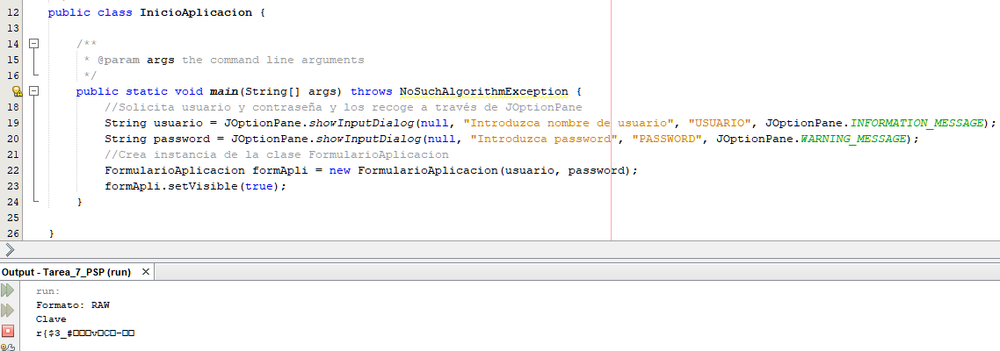 12 public class InicioAplicacion {
13
14 /**
15 * @param args the command line arguments
16 */
public static void main(String[] args) throws NoSuchAlgorithmException {
18 //Solicita usuario y contraseña y los recoge a través de JOptionPane
19 String usuario = JOptionPane.showInputDialog(null, "Introduzca nombre de usuario", "USUARIO", JOptionPane.INFORMATION_MESSAGE);
20 String password = JOptionPane.showInputDialog(null, "Introduzca password", "PASSWORD", JOptionPane.WARNING_MESSAGE);
21 //Crea instancia de la clase FormularioAplicacion
22 FormularioAplicacion formApli = new FormularioAplicacion(usuario, password);
23 formApli.setVisible(true);
24 }
25
26 }
Output - Tarea_7_PSP (run)
run:
Formato: RAW
Clave
r{$3_#□□□v□C□-□□